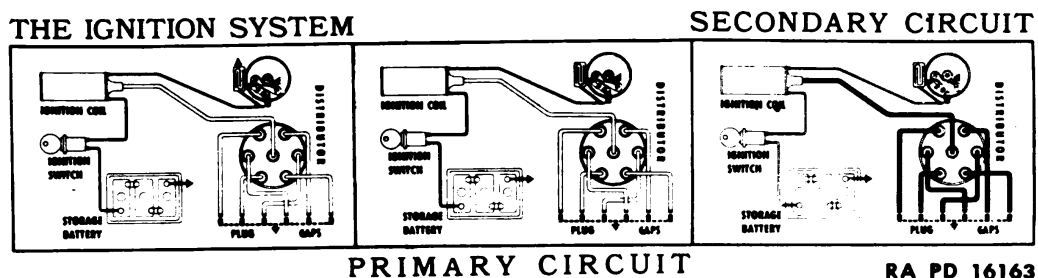 THE IGNITION SYSTEM
SECONDARY CIRCUIT
IGNITION COIL
DISTRIBUTOR
IGNITION
SWITCH
STORAGE
BATTERY
PLUG GAPS
IGNITION COIL
DISTRIBUTOR
IGNITION
SWITCH
STORAGE
BATTERY
PLUG GAPS
IGNITION COIL
DISTRIBUTOR
IGNITION
SWITCH
STORAGE
BATTERY
PLUG GAPS
PRIMARY CIRCUIT
RA PD 16163